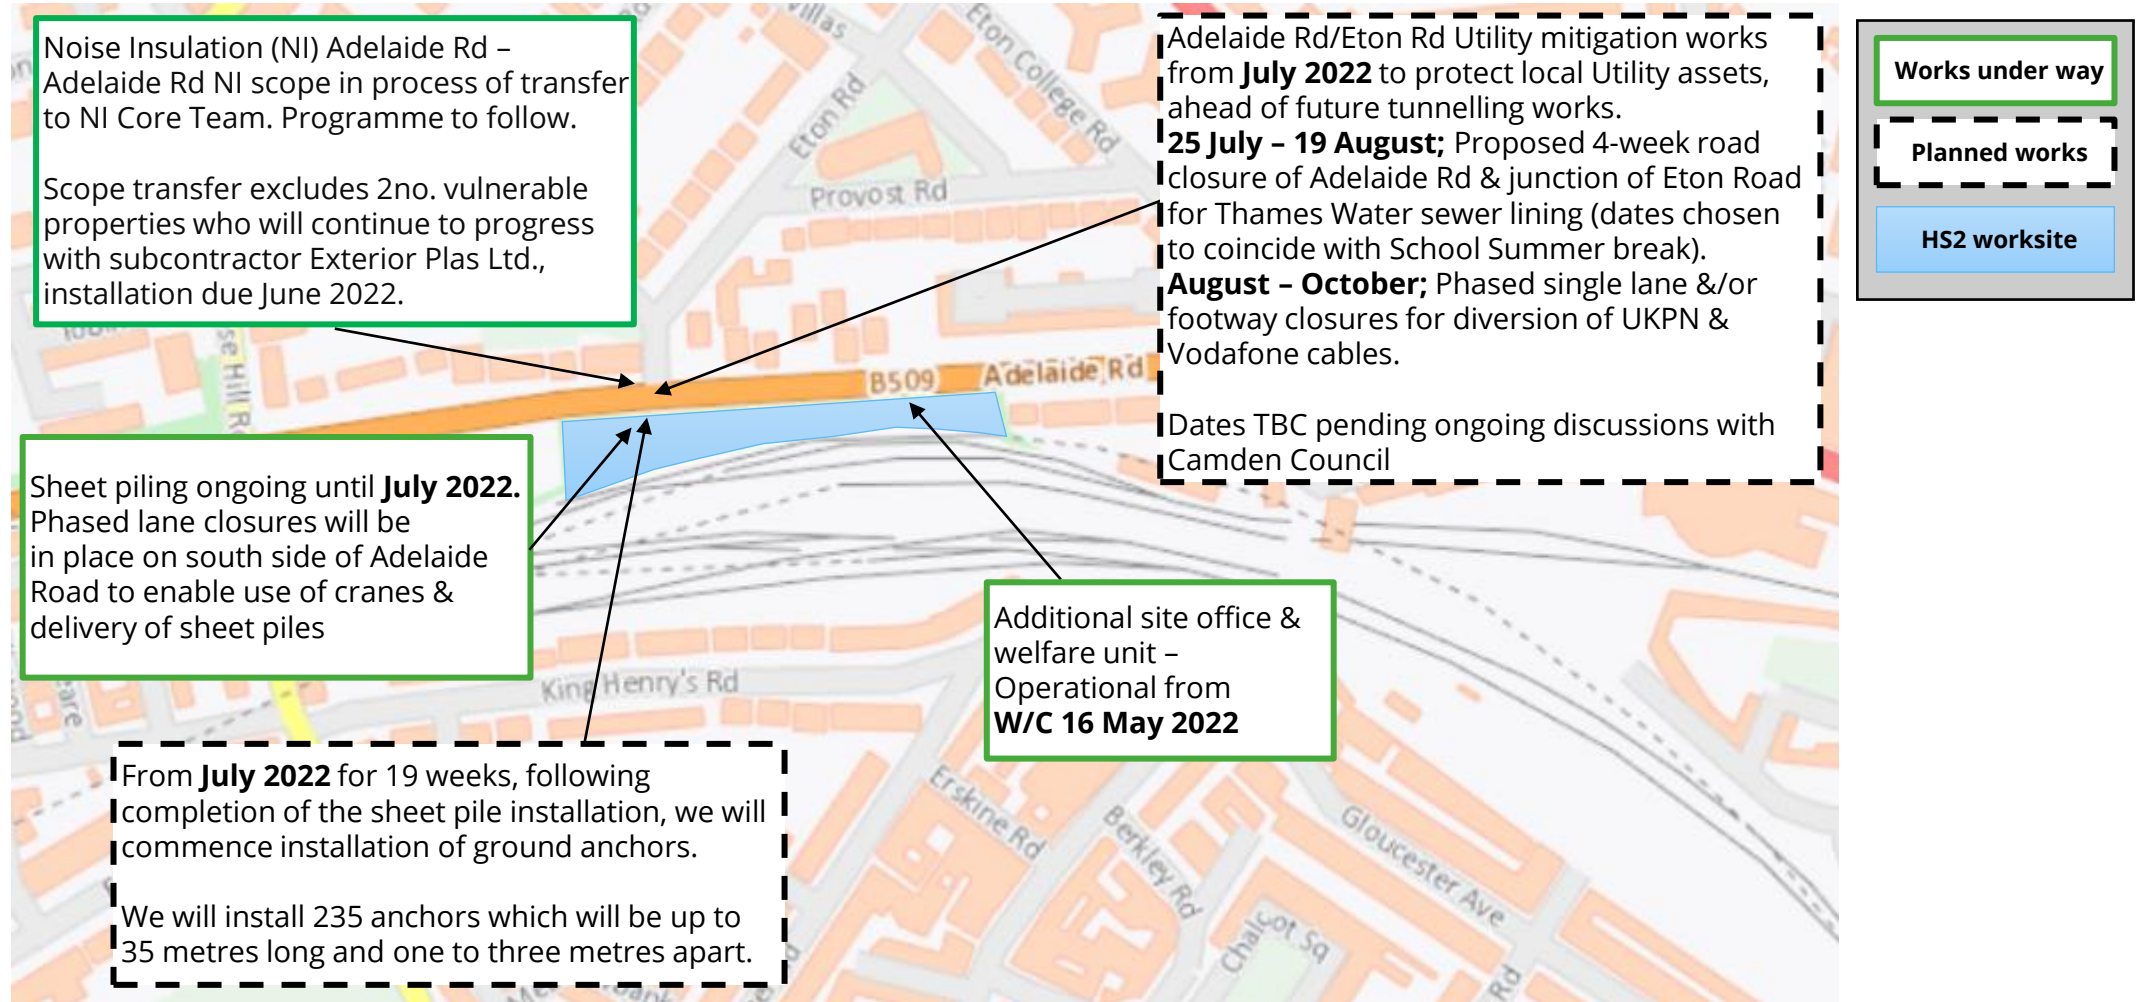 Noise Insulation (NI) Adelaide Rd –
Adelaide Rd NI scope in process of transfer
to NI Core Team. Programme to follow.
Scope transfer excludes 2no. vulnerable
properties who will continue to progress
with subcontractor Exterior Plas Ltd.,
installation due June 2022.
Adelaide Rd/Eton Rd Utility mitigation works
from July 2022 to protect local Utility assets,
ahead of future tunnelling works.
25 July – 19 August; Proposed 4-week road
closure of Adelaide Rd & junction of Eton Road
for Thames Water sewer lining (dates chosen
to coincide with School Summer break).
August – October; Phased single lane &/or
footway closures for diversion of UKPN &
Vodafone cables.
Dates TBC pending ongoing discussions with
Camden Council
Works under way
Planned works
HS2 worksite
Villas
Eton College Rd
Eton Rd
Provost Rd
B509
Adelaide Rd
Sheet piling ongoing until July 2022.
Phased lane closures will be
in place on south side of Adelaide
Road to enable use of cranes &
delivery of sheet piles
Additional site office &
welfare unit –
Operational from
W/C 16 May 2022
King Henry's Rd
From July 2022 for 19 weeks, following
completion of the sheet pile installation, we will
commence installation of ground anchors.
We will install 235 anchors which will be up to
35 metres long and one to three metres apart.
Erskine Rd
Berkley Rd
Gloucester Ave
Chalcot Sq
Rd